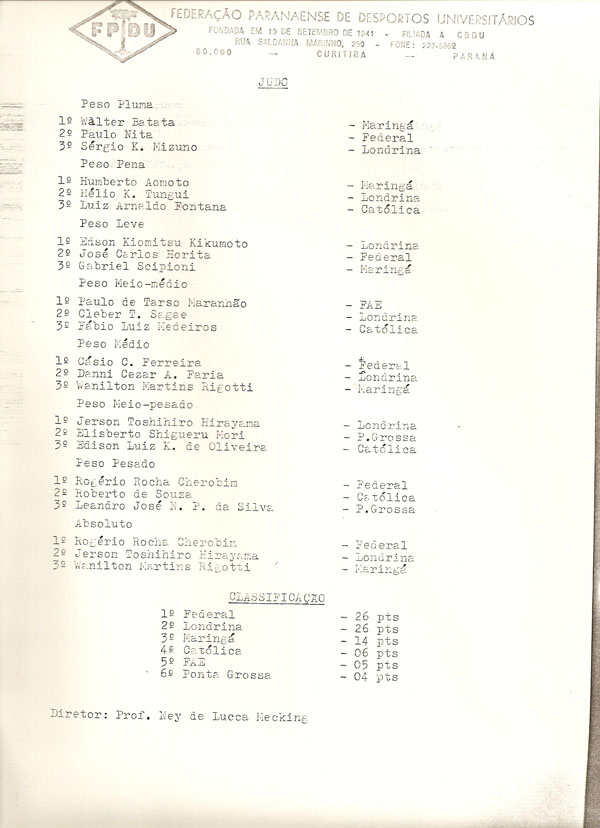 FPDU
FEDERAÇÃO PARANAENSE DE DESPORTOS UNIVERSITÁRIOS
FUNDADA EM 19 DE SETEMBRO DE 1941 - FILIADA A CBDU
RUA SALDANHA MARINHO, 250 - FONE: 223-6862
80.000 — CURITIBA — PARANÁ
JUDO
Peso Pluma
1º Walter Batata - Maringá
2º Paulo Nita - Federal
3º Sérgio K. Mizuno - Londrina
Peso Pena
1º Humberto Aomoto - Maringá
2º Hélio K. Tungui - Londrina
3º Luiz Arnaldo Fontana - Católica
Peso Leve
1º Edson Kiomitsu Kikumoto - Londrina
2º José Carlos Horita - Federal
3º Gabriel Scipioni - Maringá
Peso Meio-médio
1º Paulo de Tarso Maranhão - FAE
2º Cleber T. Sagae - Londrina
3º Fábio Luiz Medeiros - Católica
Peso Médio
1º Cásio C. Ferreira - Federal
2º Danni Cezar A. Faria - Londrina
3º Wanilton Martins Rigotti - Maringá
Peso Meio-pesado
1º Jerson Toshihiro Hirayama - Londrina
2º Elisberto Shigueru Mori - P.Grossa
3º Edison Luiz K. de Oliveira - Católica
Peso Pesado
1º Rogério Rocha Cherobim - Federal
2º Roberto de Souza - Católica
3º Leandro José N. P. da Silva - P.Grossa
Absoluto
1º Rogério Rocha Cherobim - Federal
2º Jerson Toshihiro Hirayama - Londrina
3º Wanilton Martins Rigotti - Maringá
CLASSIFICAÇÃO
1º Federal - 26 pts
2º Londrina - 26 pts
3º Maringá - 14 pts
4º Católica - 06 pts
5º FAE - 05 pts
6º Ponta Grossa - 04 pts
Diretor: Prof. Ney de Lucca Mecking